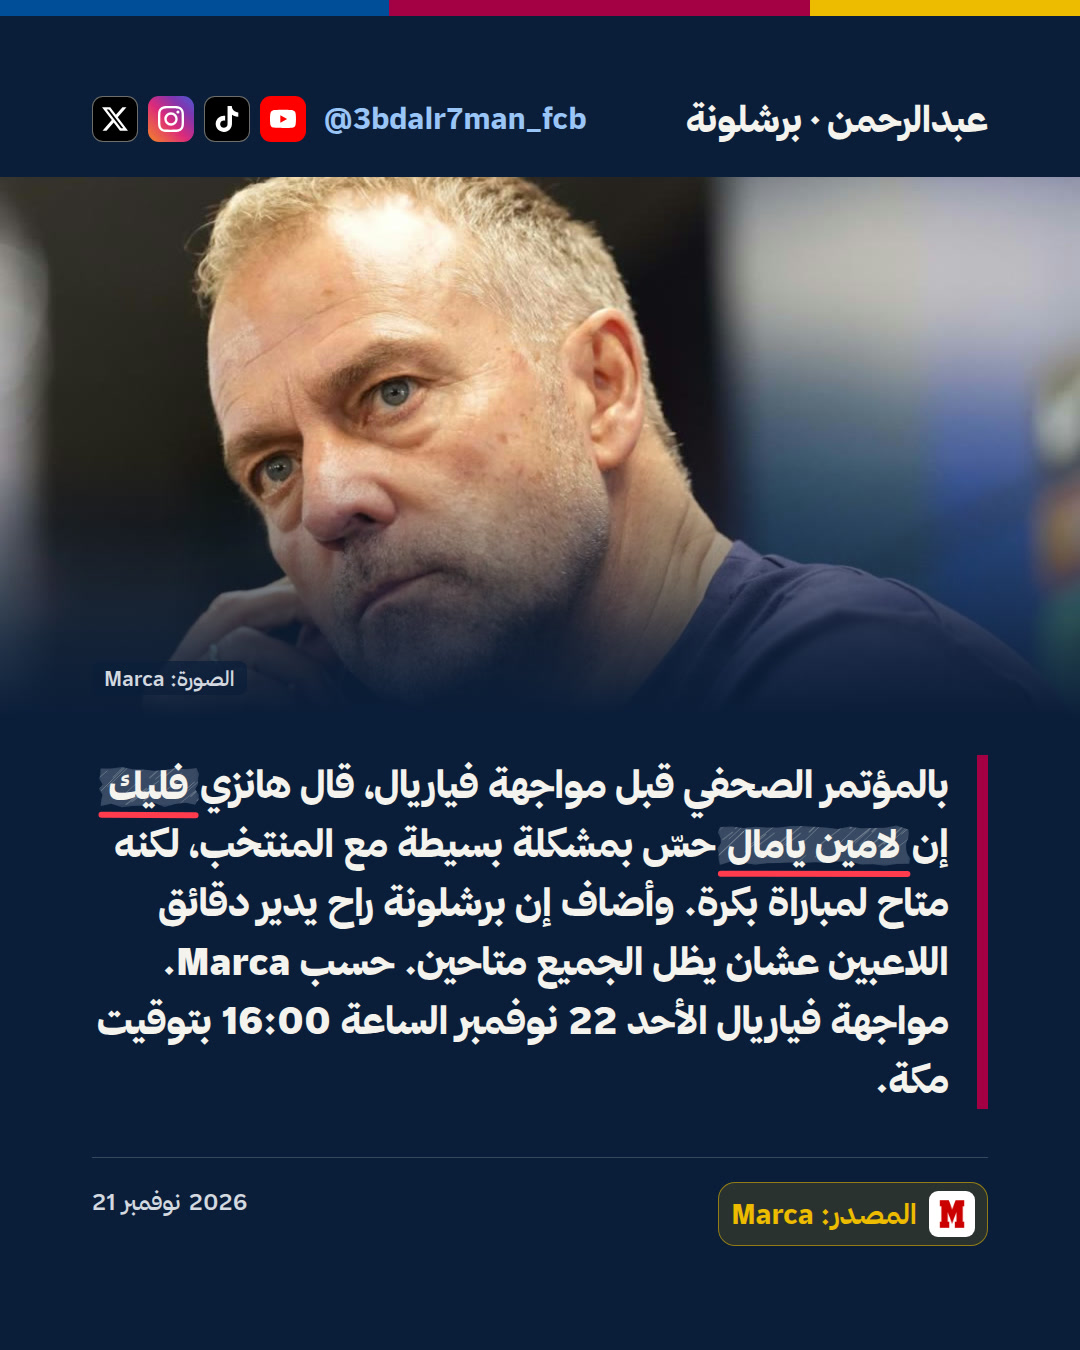 عبدالرحمن · برشلونة
@3bdalr7man_fcb
الصورة: Marca
بالمؤتمر الصحفي قبل مواجهة فياريال، قال هانزي فليك
إن لامين يامال حسّ بمشكلة بسيطة مع المنتخب، لكنه
متاح لمباراة بكرة. وأضاف إن برشلونة راح يدير دقائق
اللاعبين عشان يظل الجميع متاحين. حسب Marca.
مواجهة فياريال الأحد 22 نوفمبر الساعة 16:00 بتوقيت
مكة.
M
المصدر: Marca
21 نوفمبر 2026